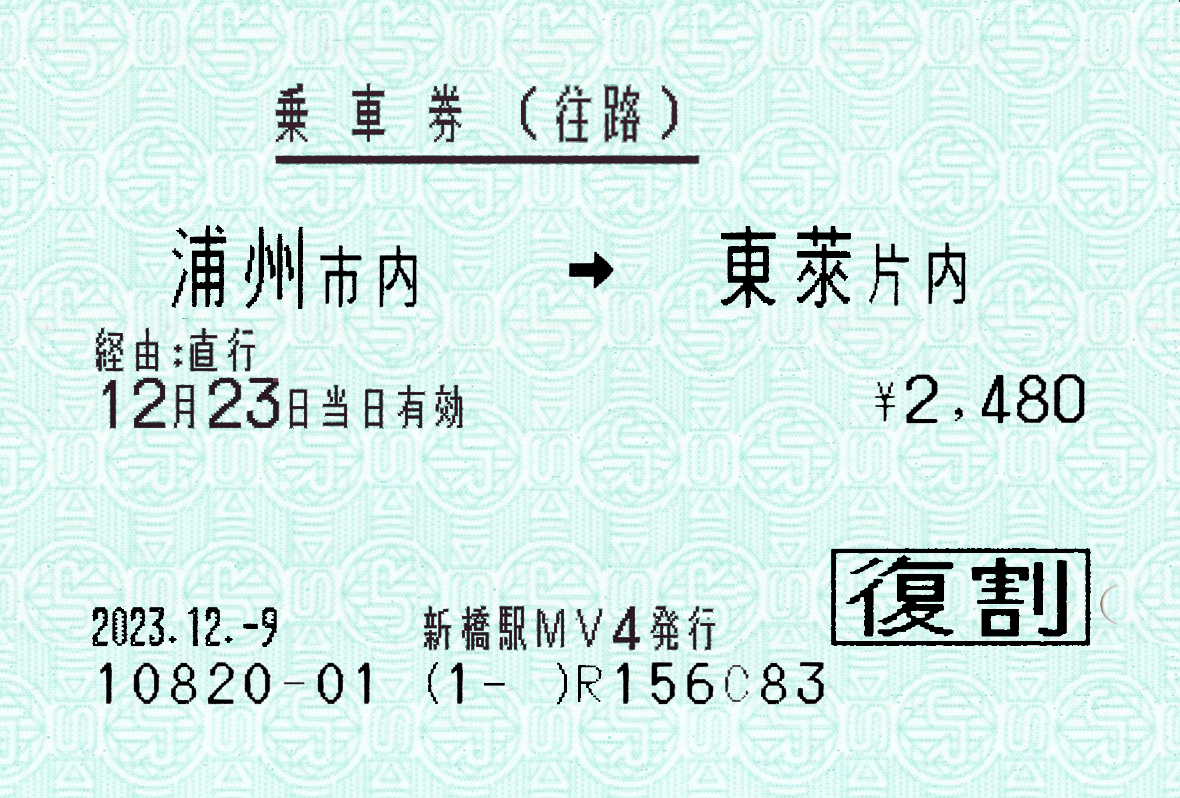 乗車券（往路）
浦州市内 ➡ 東萊片内
経由:直行
12月23日当日有効 ¥2,480
復割
2023.12.-9 新橋駅MV4発行
10820-01 (1- )R156C83